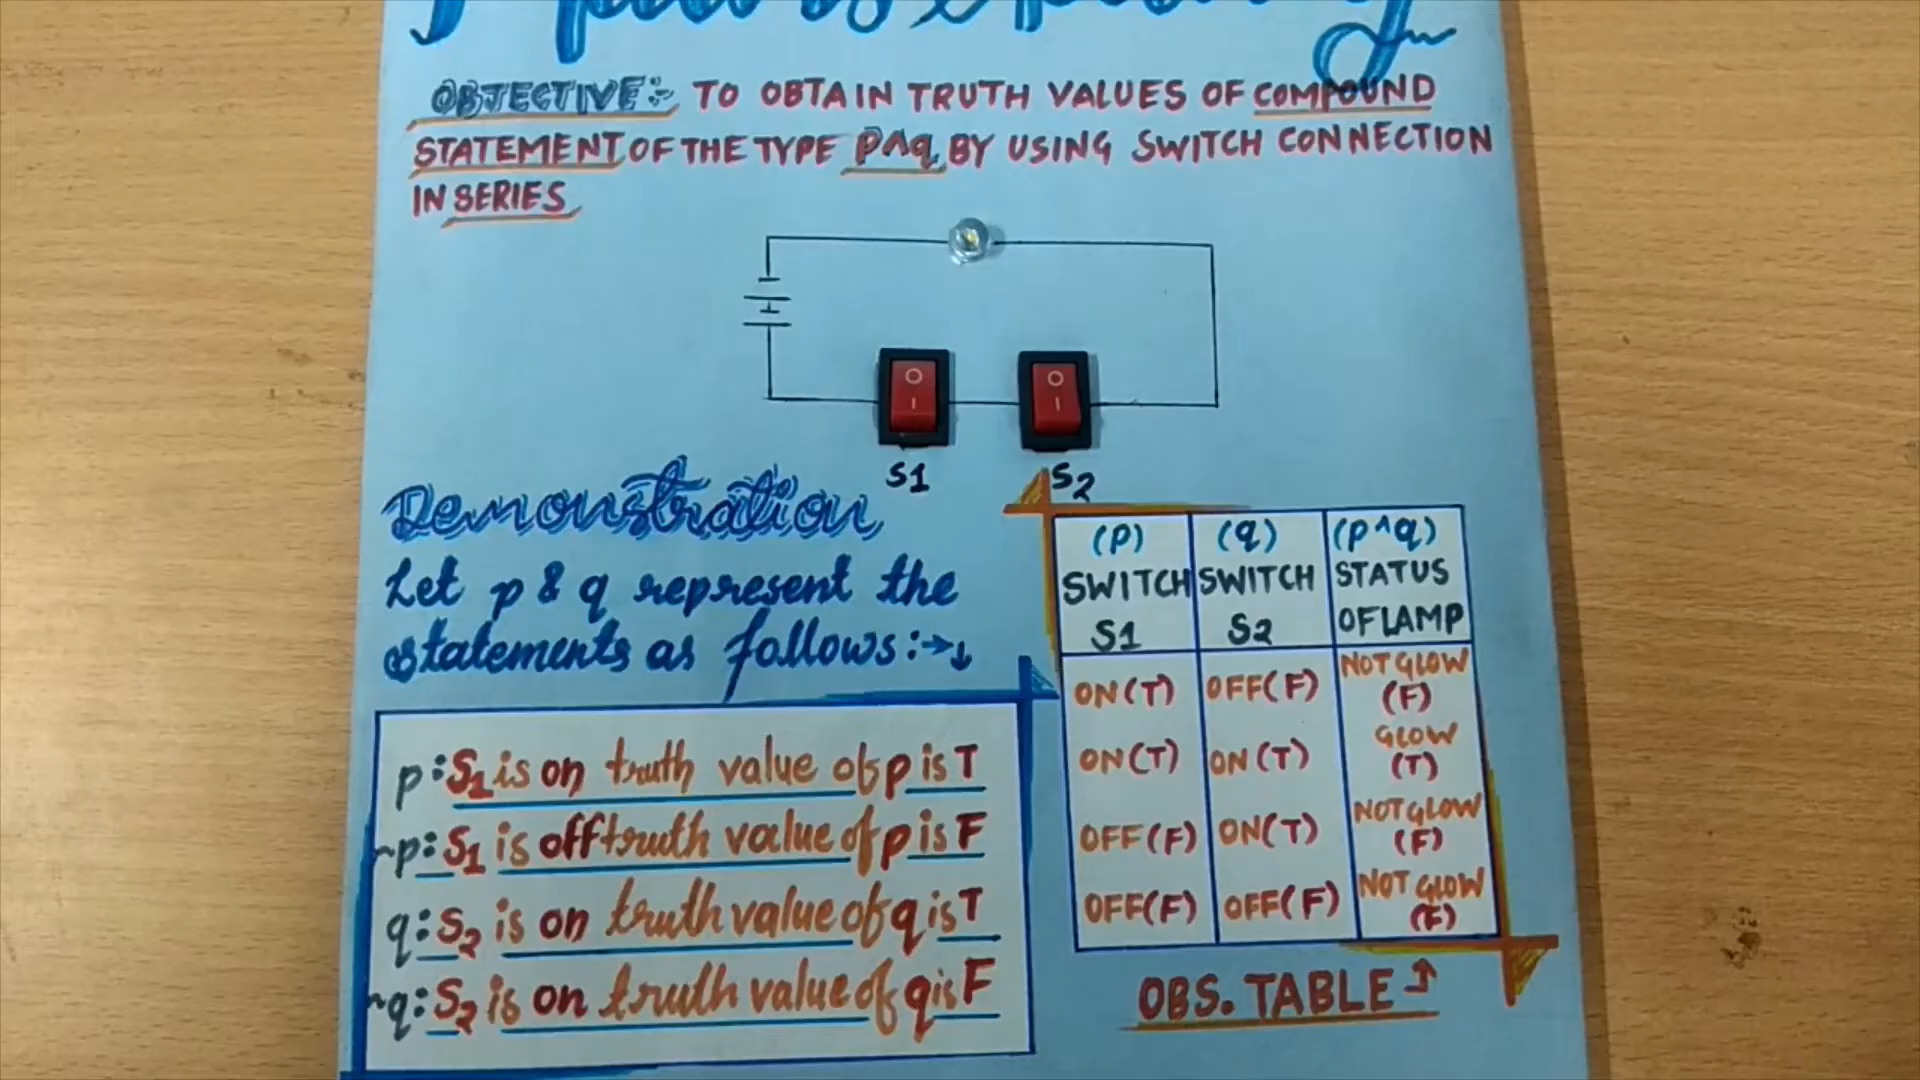 OBJECTIVE:- TO OBTAIN TRUTH VALUES OF COMPOUND
STATEMENT OF THE TYPE P^q BY USING SWITCH CONNECTION
IN SERIES
O
I
O
I
S1
S2
Demonstration
Let p & q represent the
statements as follows:→↓
p:S1 is on truth value of p is T
~p:S1 is off truth value of p is F
q:S2 is on truth value of q is T
~q:S2 is on truth value of q is F
(P) (q) (P^q)
SWITCH SWITCH STATUS
S1 S2 OF LAMP
ON(T) OFF(F) NOT GLOW (F)
ON(T) ON(T) GLOW (T)
OFF(F) ON(T) NOT GLOW (F)
OFF(F) OFF(F) NOT GLOW (F)
OBS. TABLE